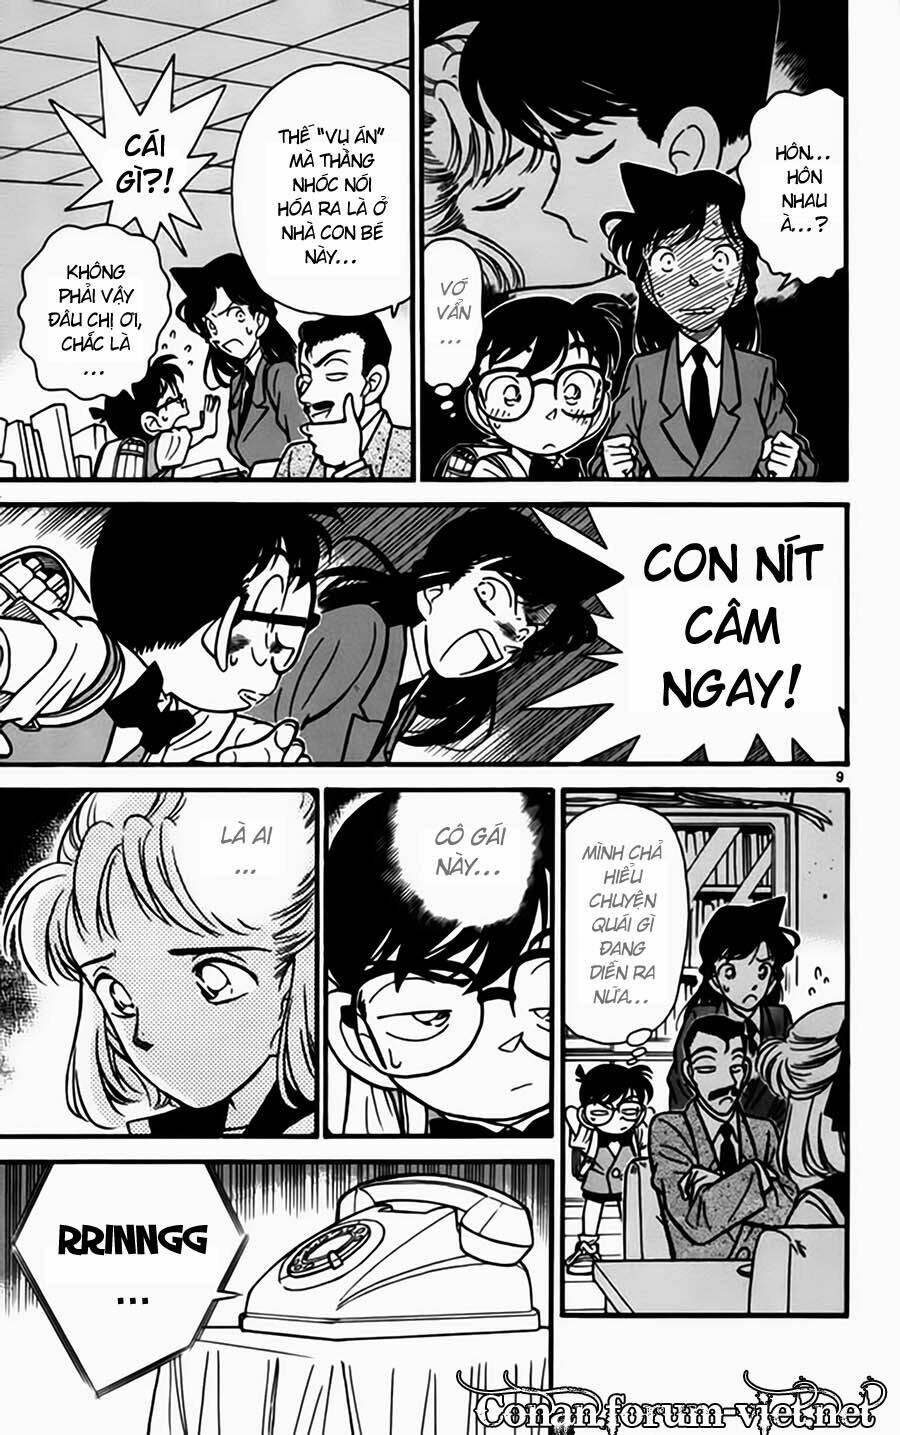 HÔN...
HÔN
NHAU
À...?
VỚ
VẨN
...
THẾ "VỤ ÁN"
MÀ THẰNG
NHÓC NÓI
HÓA RA LÀ Ở
NHÀ CON BÉ
NÀY...
CÁI
GÌ?!
KHÔNG
PHẢI VẬY
ĐÂU CHỊ ƠI,
CHẮC LÀ
...
CON NÍT
CÂM
NGAY!
9
MÌNH CHẢ
HIỂU
CHUYỆN
QUÁI GÌ
ĐANG
DIỄN RA
NỮA...
CÔ GÁI
NÀY...
LÀ AI
...
RRINNGG
...
Conan.forum-viet.net